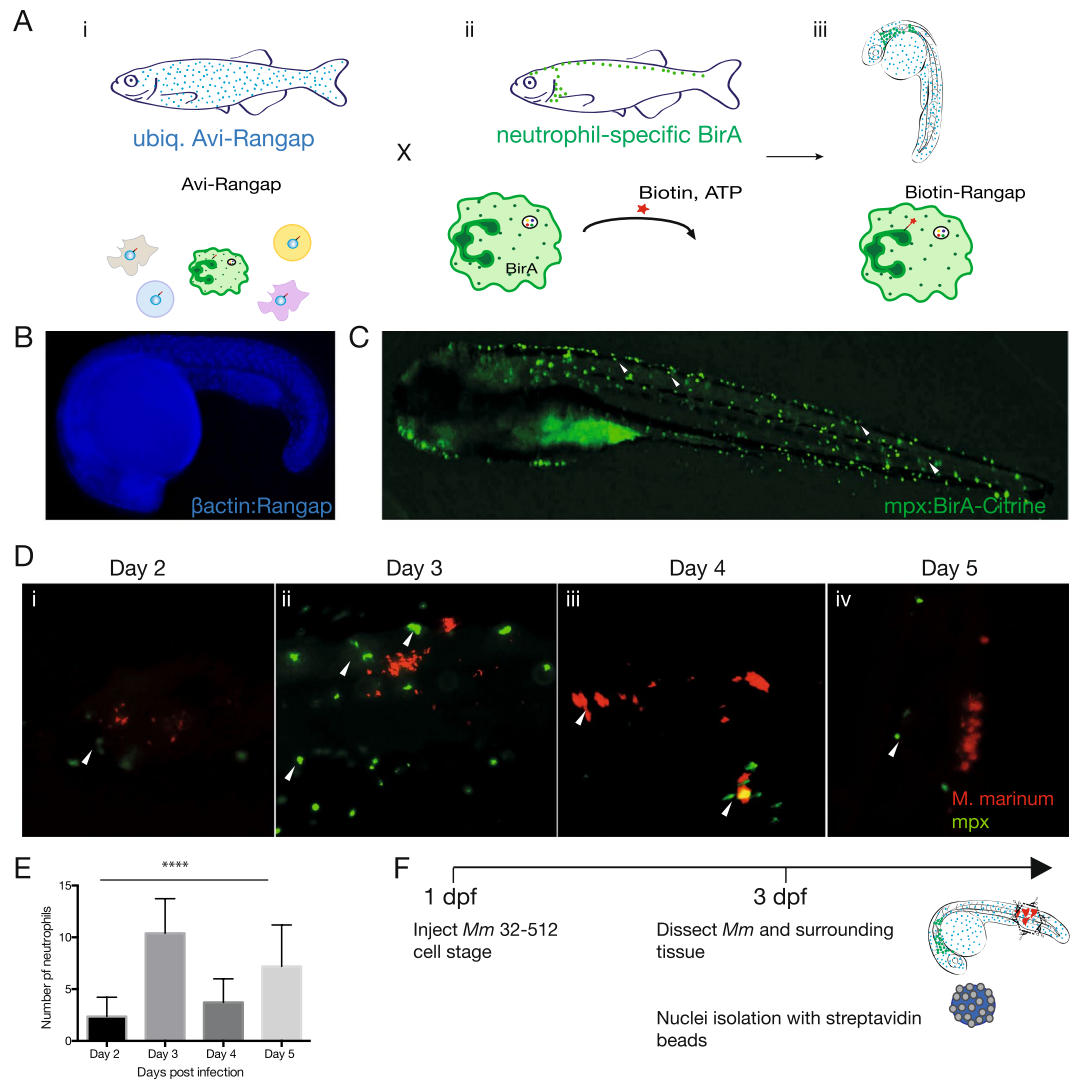 A
i
ii
iii
ubiq. Avi-Rangap
X
neutrophil-specific BirA
Avi-Rangap
Biotin, ATP
BirA
Biotin-Rangap
B
βactin:Rangap
C
mpx:BirA-Citrine
D
Day 2
Day 3
Day 4
Day 5
i
ii
iii
iv
M. marinum
mpx
E
****
Number pf neutrophils
15
10
5
0
Day 2
Day 3
Day 4
Day 5
Days post infection
F
1 dpf
3 dpf
Inject Mm 32-512
cell stage
Dissect Mm and surrounding
tissue
Nuclei isolation with streptavidin
beads